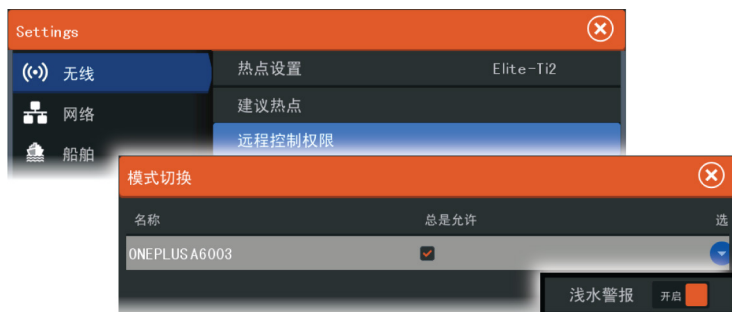 Settings
无线
热点设置 Elite-Ti2
网络
建议热点
远程控制权限
船舶
模式切换
名称 总是允许 选
ONEPLUS A6003
浅水警报 开启